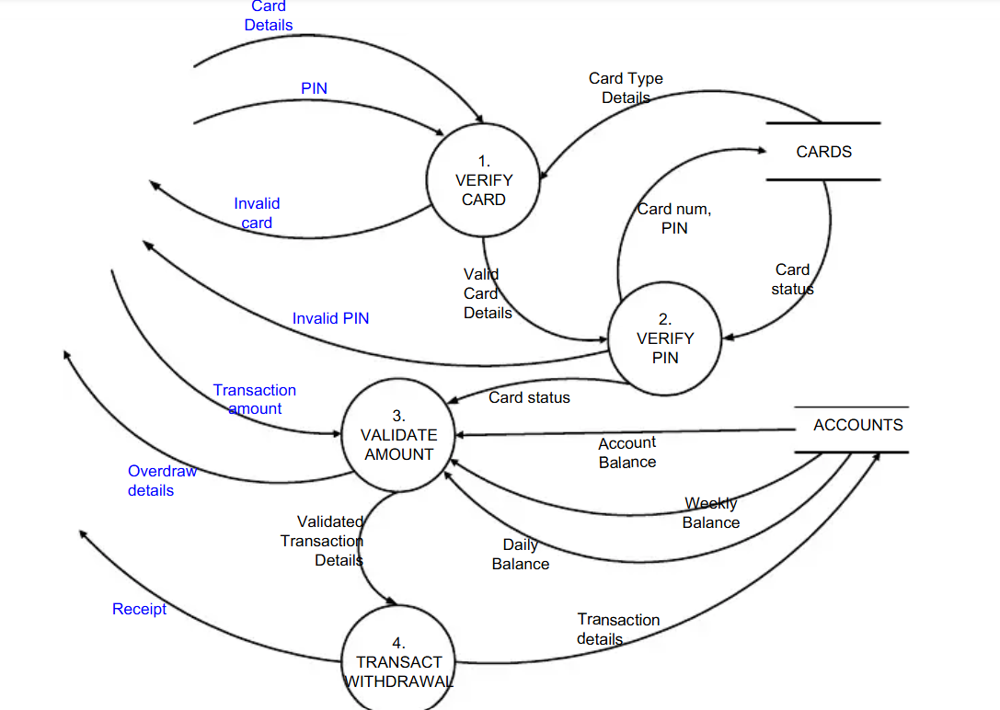 Card
Details
PIN
Card Type
Details
1.
VERIFY
CARD
CARDS
Invalid
card
Card num,
PIN
Valid
Card
Details
Card
status
Invalid PIN
2.
VERIFY
PIN
Transaction
amount
Card status
3.
VALIDATE
AMOUNT
ACCOUNTS
Account
Balance
Overdraw
details
Weekly
Balance
Validated
Transaction
Details
Daily
Balance
Receipt
Transaction
details
4.
TRANSACT
WITHDRAWAL